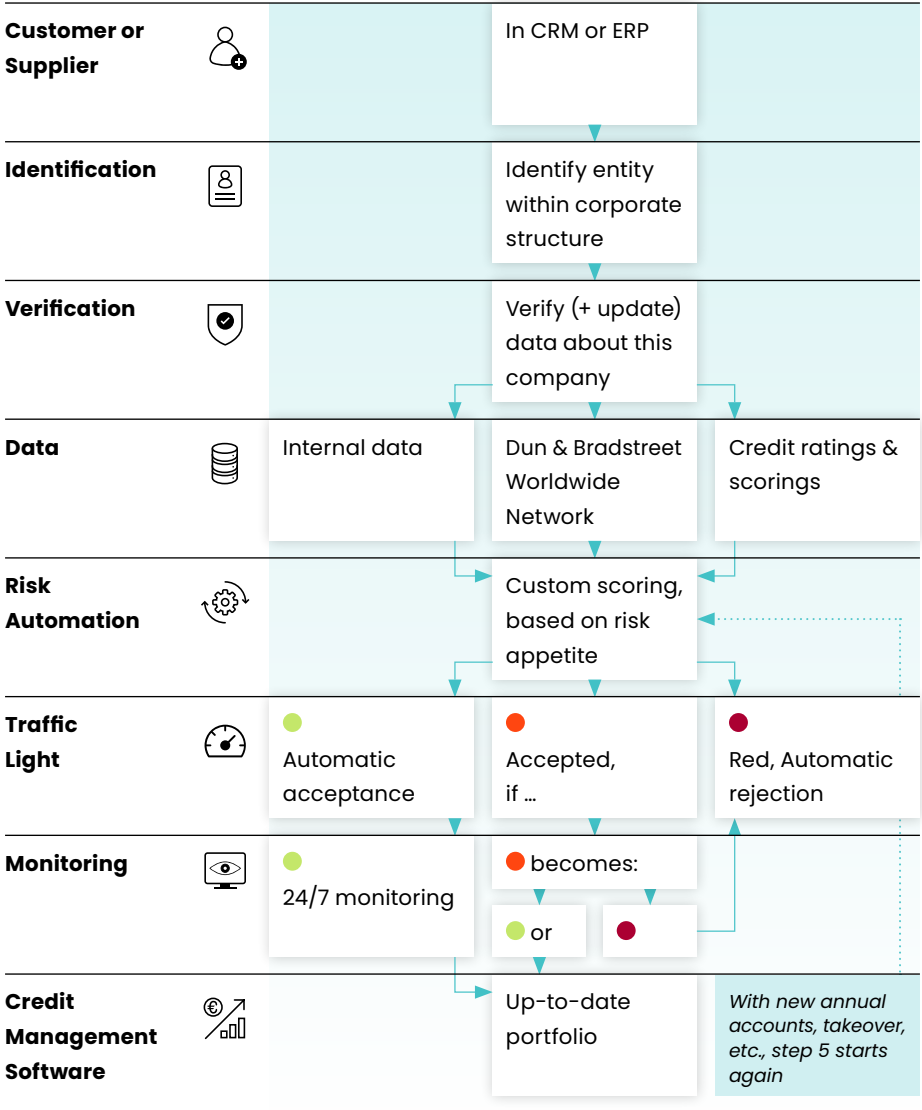 Customer or
Supplier
In CRM or ERP
Identification
Identify entity
within corporate
structure
Verification
Verify (+ update)
data about this
company
Data
Internal data
Dun & Bradstreet
Worldwide
Network
Credit ratings &
scorings
Risk
Automation
Custom scoring,
based on risk
appetite
Traffic
Light
Automatic
acceptance
Accepted,
if ...
Red, Automatic
rejection
Monitoring
24/7 monitoring
becomes:
or
Credit
Management
Software
€
Up-to-date
portfolio
With new annual
accounts, takeover,
etc., step 5 starts
again